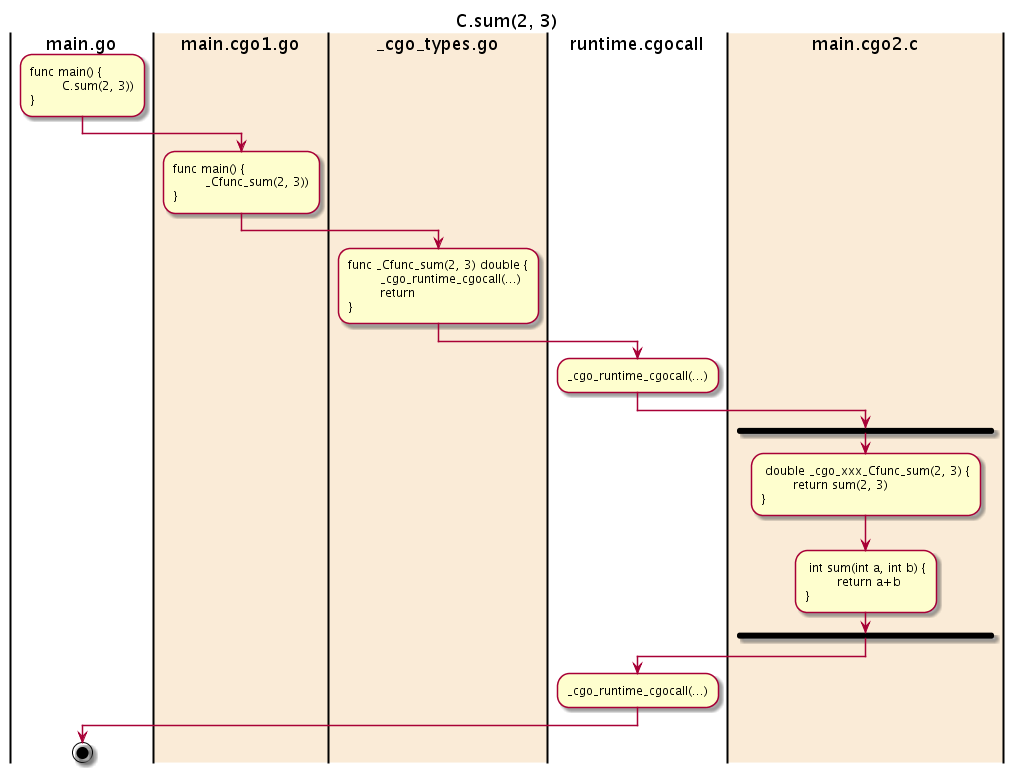 C.sum(2, 3)
main.go
main.cgo1.go
_cgo_types.go
runtime.cgocall
main.cgo2.c
func main() {
C.sum(2, 3))
}
func main() {
_Cfunc_sum(2, 3))
}
func _Cfunc_sum(2, 3) double {
_cgo_runtime_cgocall(...)
return
}
_cgo_runtime_cgocall(...)
double _cgo_xxx_Cfunc_sum(2, 3) {
return sum(2, 3)
}
int sum(int a, int b) {
return a+b
}
_cgo_runtime_cgocall(...)